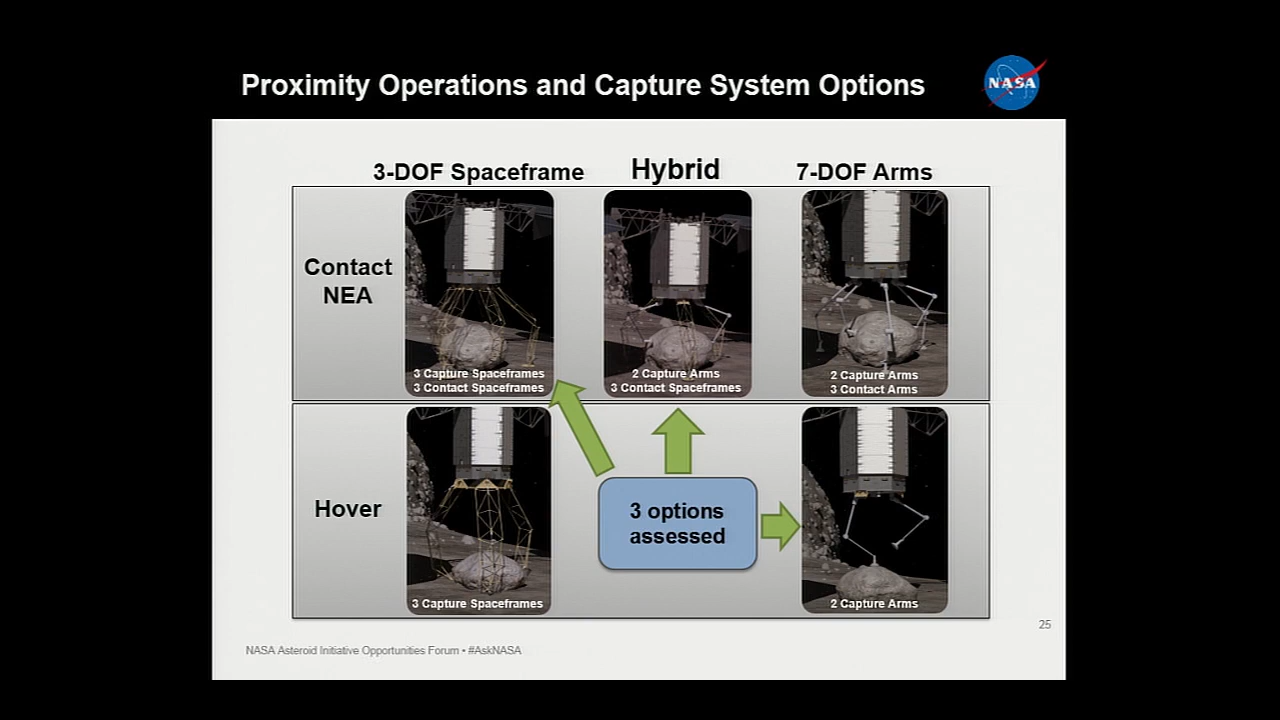 Proximity Operations and Capture System Options
NASA
3-DOF Spaceframe
Hybrid
7-DOF Arms
Contact
NEA
3 Capture Spaceframes
3 Contact Spaceframes
2 Capture Arms
3 Contact Spaceframes
2 Capture Arms
3 Contact Arms
Hover
3 Capture Spaceframes
3 options
assessed
2 Capture Arms
25
NASA Asteroid Initiative Opportunities Forum • #AskNASA